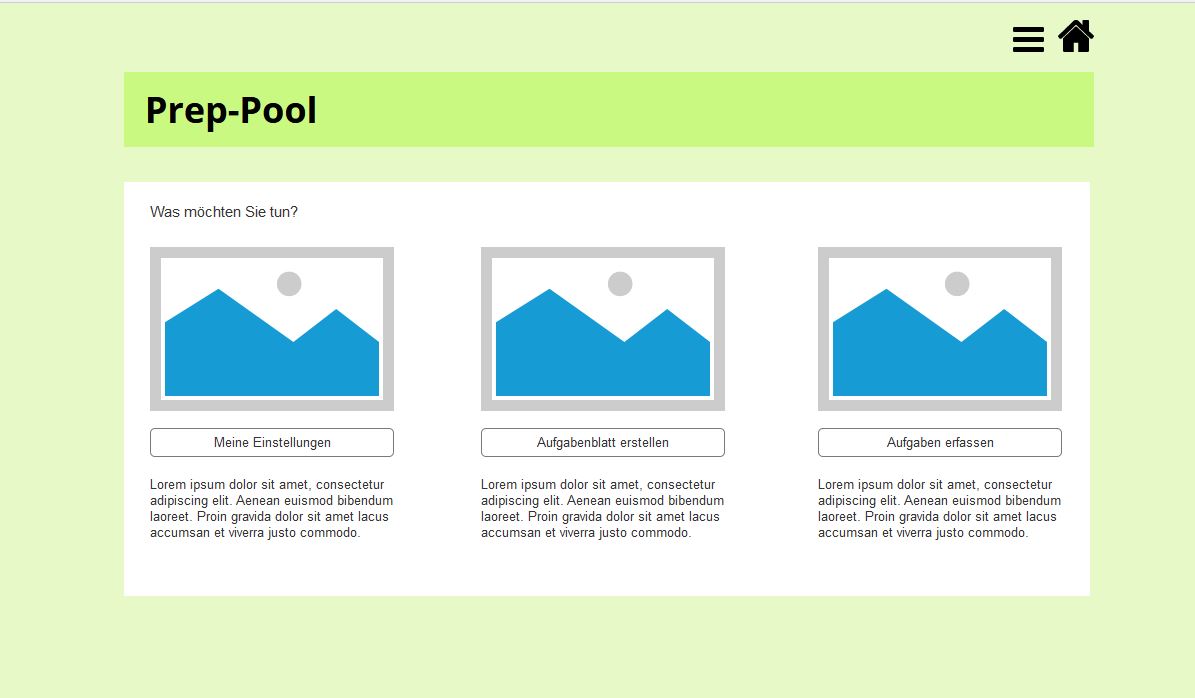 Prep-Pool
Was möchten Sie tun?
Meine Einstellungen
Lorem ipsum dolor sit amet, consectetur
adipiscing elit. Aenean euismod bibendum
laoreet. Proin gravida dolor sit amet lacus
accumsan et viverra justo commodo.
Aufgabenblatt erstellen
Lorem ipsum dolor sit amet, consectetur
adipiscing elit. Aenean euismod bibendum
laoreet. Proin gravida dolor sit amet lacus
accumsan et viverra justo commodo.
Aufgaben erfassen
Lorem ipsum dolor sit amet, consectetur
adipiscing elit. Aenean euismod bibendum
laoreet. Proin gravida dolor sit amet lacus
accumsan et viverra justo commodo.